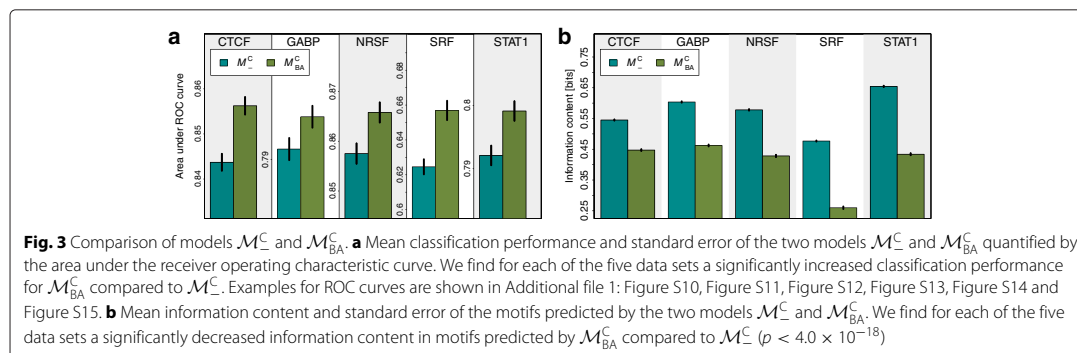 a
CTCF GABP NRSF SRF STAT1
M_−^C M_BA^C
Area under ROC curve
0.84 0.85 0.86
0.79
0.85 0.86 0.87
0.6 0.62 0.64 0.66 0.68
0.79 0.8
b
CTCF GABP NRSF SRF STAT1
M_−^C M_BA^C
Information content [bits]
0.25 0.35 0.45 0.55 0.65 0.75
Fig. 3 Comparison of models M_−^C and M_BA^C. a Mean classification performance and standard error of the two models M_−^C and M_BA^C quantified by
the area under the receiver operating characteristic curve. We find for each of the five data sets a significantly increased classification performance
for M_BA^C compared to M_−^C. Examples for ROC curves are shown in Additional file 1: Figure S10, Figure S11, Figure S12, Figure S13, Figure S14 and
Figure S15. b Mean information content and standard error of the motifs predicted by the two models M_−^C and M_BA^C. We find for each of the five
data sets a significantly decreased information content in motifs predicted by M_BA^C compared to M_−^C (p < 4.0 × 10^−18)